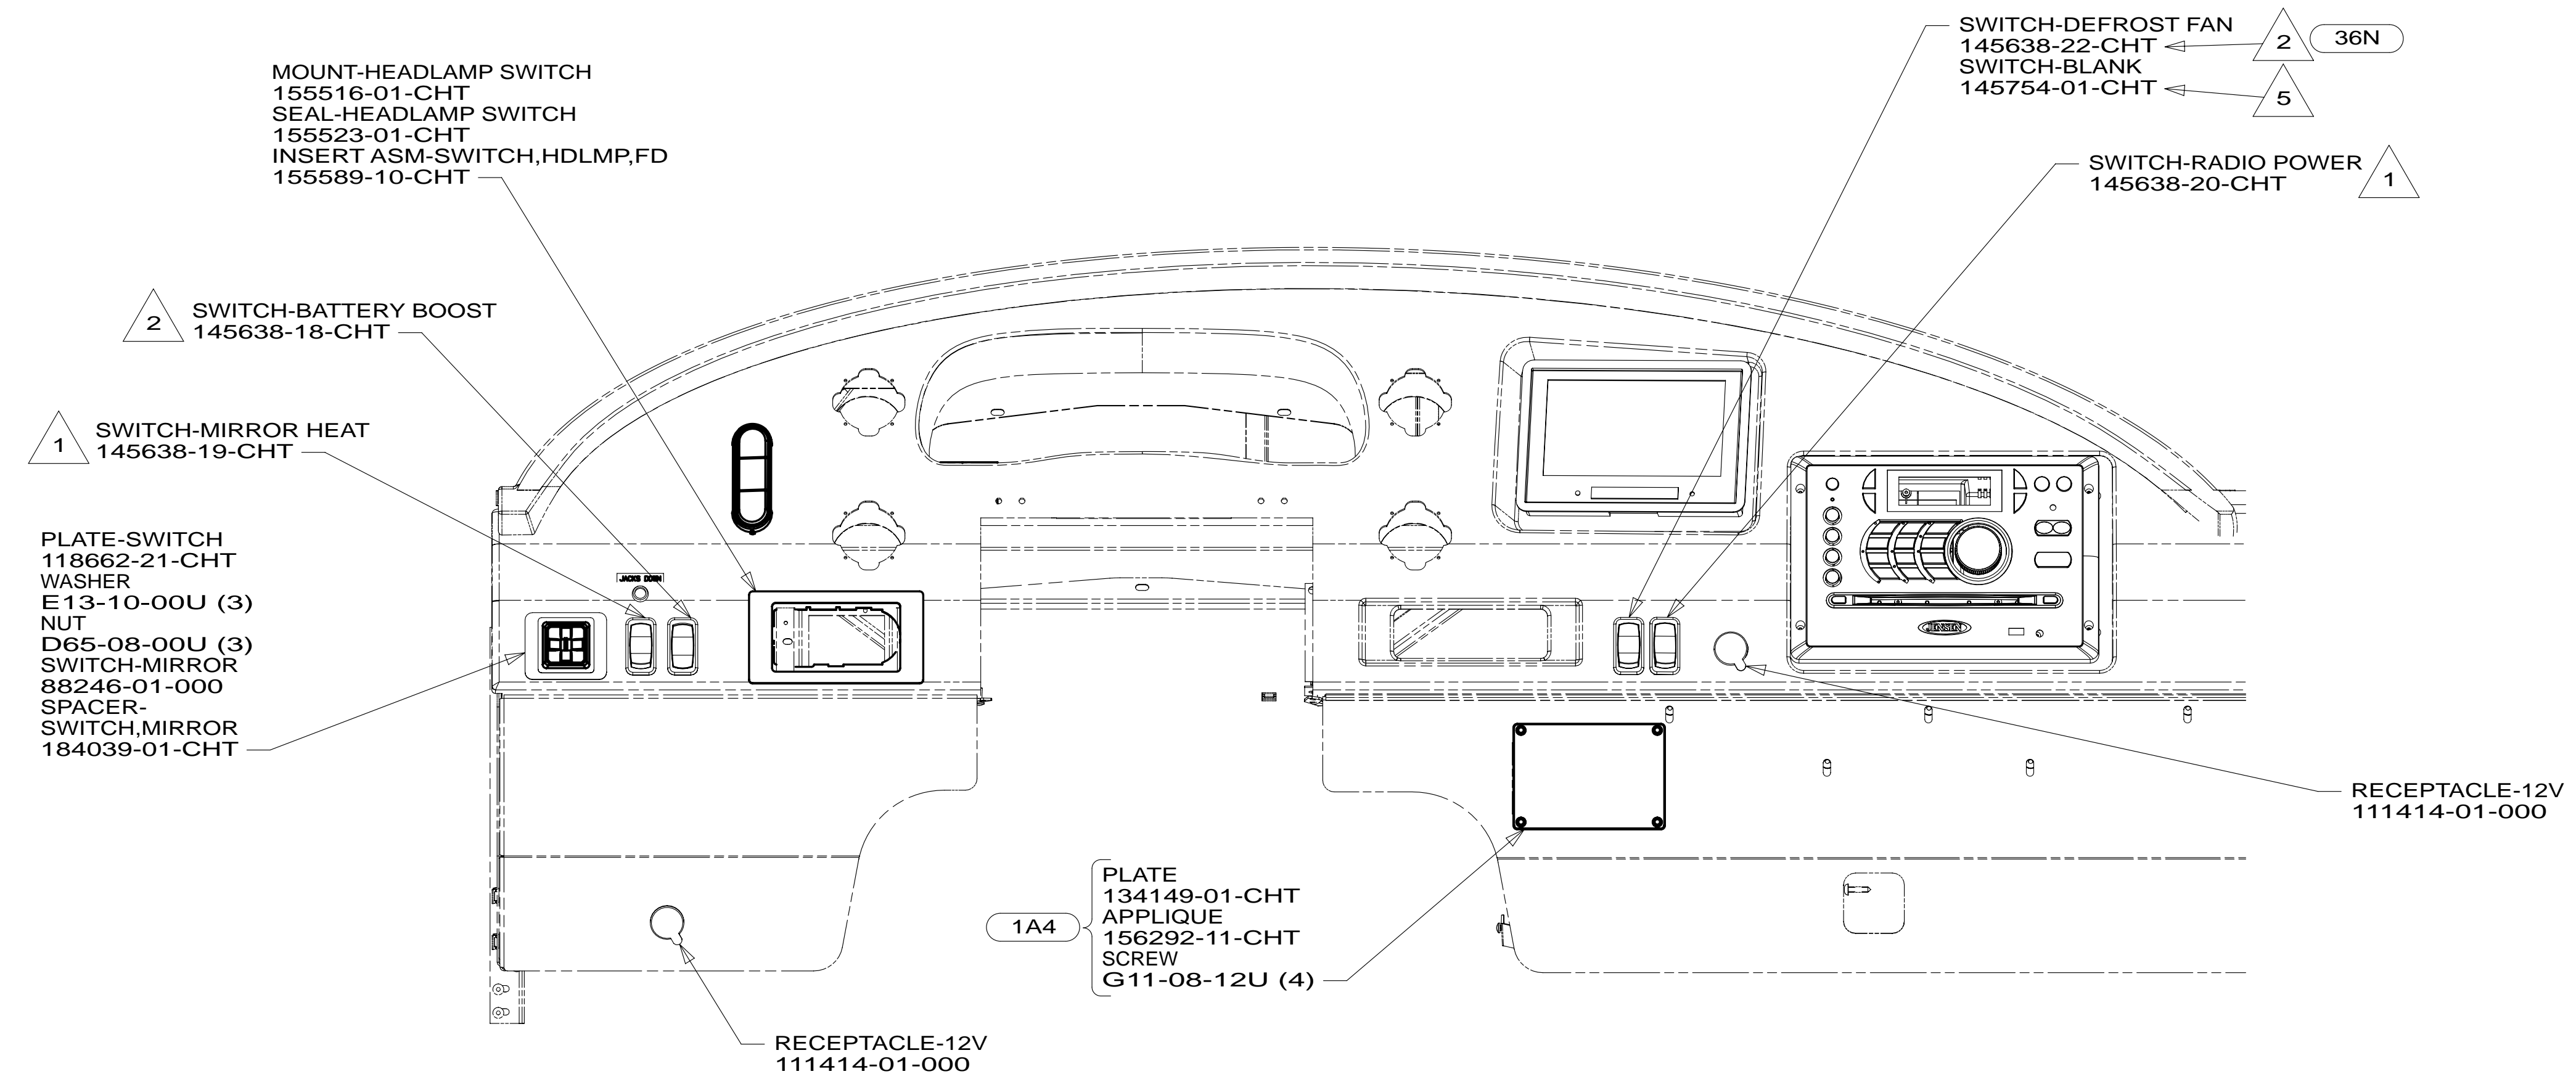 SWITCH-DEFROST FAN
145638-22-CHT
2
36N
SWITCH-BLANK
145754-01-CHT
5
MOUNT-HEADLAMP SWITCH
155516-01-CHT
SEAL-HEADLAMP SWITCH
155523-01-CHT
INSERT ASM-SWITCH,HDLMP,FD
155589-10-CHT
SWITCH-RADIO POWER
145638-20-CHT
1
2
SWITCH-BATTERY BOOST
145638-18-CHT
1
SWITCH-MIRROR HEAT
145638-19-CHT
PLATE-SWITCH
118662-21-CHT
WASHER
E13-10-00U (3)
NUT
D65-08-00U (3)
SWITCH-MIRROR
88246-01-000
SPACER-
SWITCH,MIRROR
184039-01-CHT
JACKS DOWN
JENSEN
RECEPTACLE-12V
111414-01-000
1A4
PLATE
134149-01-CHT
APPLIQUE
156292-11-CHT
SCREW
G11-08-12U (4)
RECEPTACLE-12V
111414-01-000